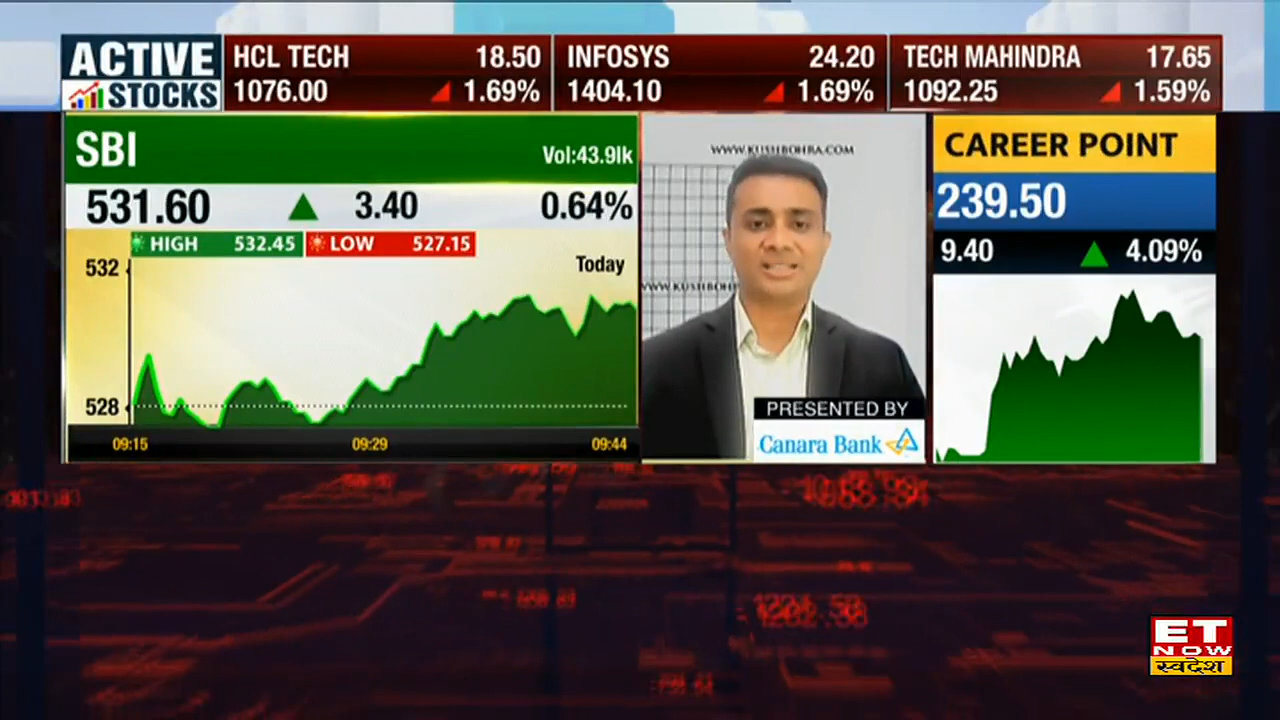 ACTIVE
STOCKS
HCL TECH 18.50
1076.00 1.69%
INFOSYS 24.20
1404.10 1.69%
TECH MAHINDRA 17.65
1092.25 1.59%
SBI Vol:43.9lk
531.60 3.40 0.64%
HIGH 532.45 LOW 527.15
Today
532
528
09:15 09:29 09:44
WWW.KUSHBOHRA.COM
WWW.KUSHBOHR
PRESENTED BY
Canara Bank
CAREER POINT
239.50
9.40 4.09%
ET
NOW
स्वदेश